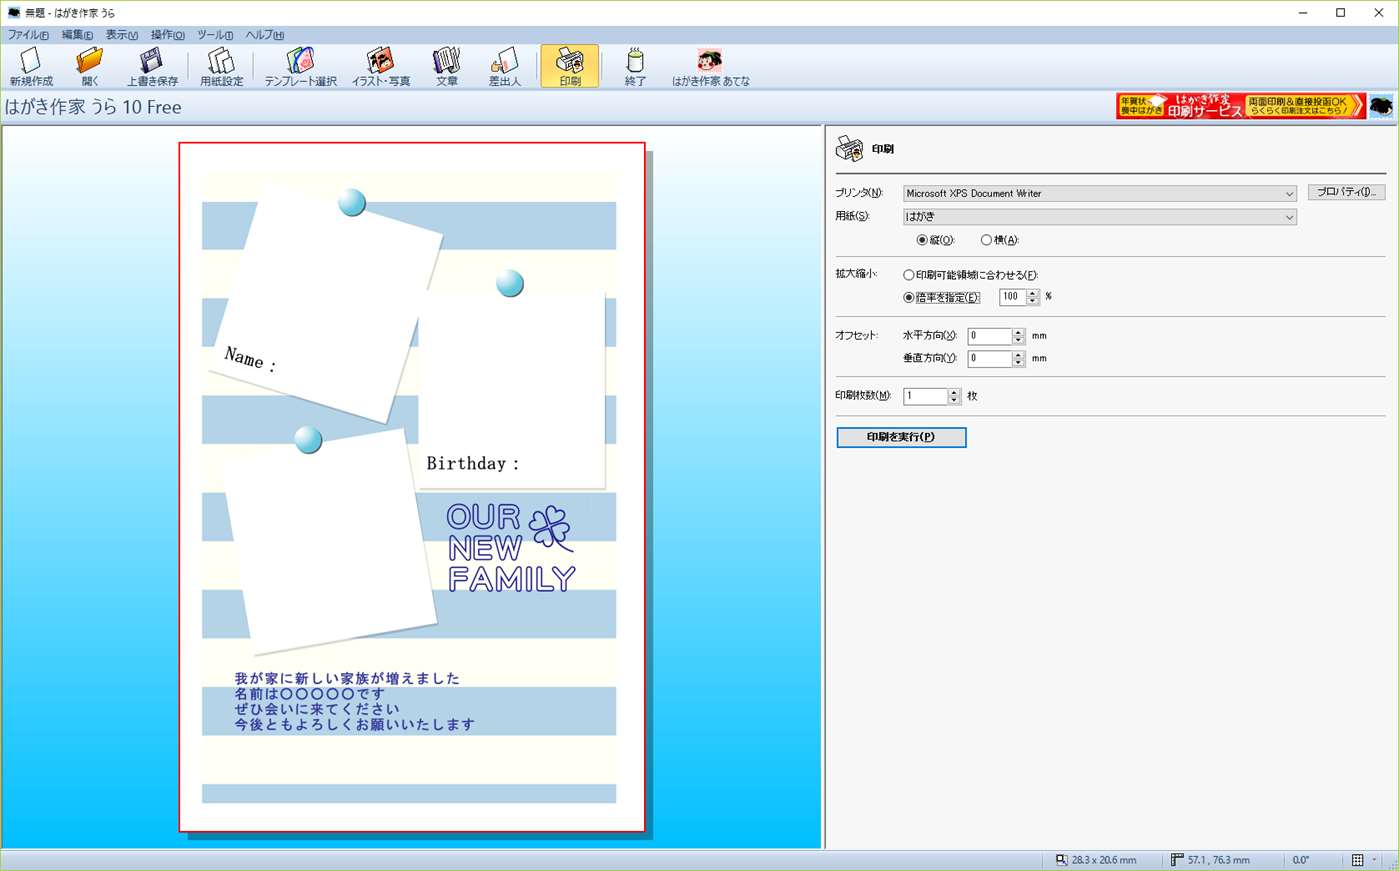 無題 - はがき作家 うら
ファイル(F) 編集(E) 表示(V) 操作(O) ツール(T) ヘルプ(H)
新規作成 開く 上書き保存 用紙設定 テンプレート選択 イラスト・写真 文章 差出人 印刷 終了 はがき作家 あてな
はがき作家 うら 10 Free
年賀状
喪中はがき
はがき作家
印刷サービス
両面印刷&直接投函OK
らくらく印刷注文はこちら!
Name：
Birthday：
OUR
NEW
FAMILY
我が家に新しい家族が増えました
名前は〇〇〇〇〇です
ぜひ会いに来てください
今後ともよろしくお願いいたします
印刷
プリンタ(N): Microsoft XPS Document Writer プロパティ(I)...
用紙(S): はがき
縦(O): 横(A):
拡大縮小: 印刷可能領域に合わせる(F):
倍率を指定(E): 100 %
オフセット: 水平方向(X): 0 mm
垂直方向(Y): 0 mm
印刷枚数(M): 1 枚
印刷を実行(P)
28.3 x 20.6 mm 57.1 , 76.3 mm 0.0°